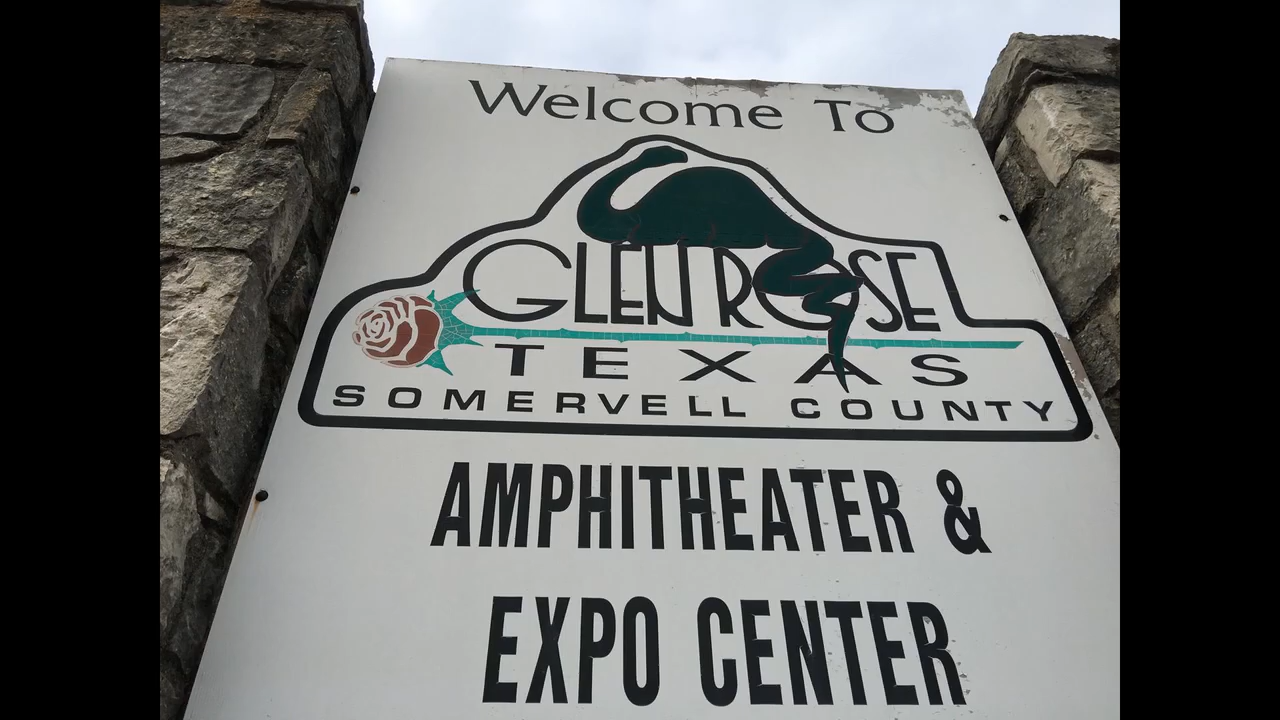 Welcome To
GLEN ROSE
TEXAS
SOMERVELL COUNTY
AMPHITHEATER &
EXPO CENTER